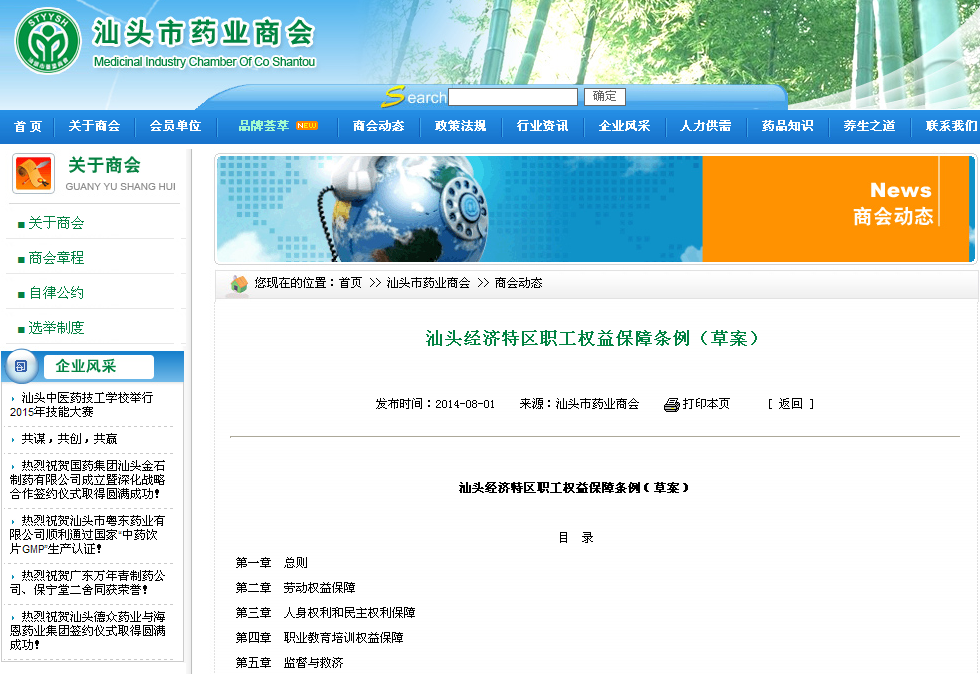 STYYSH
汕头市药业商会
Medicinal Industry Chamber Of Co Shantou
Search
确定
首 页
关于商会
会员单位
品牌荟萃 NEW
商会动态
政策法规
行业资讯
企业风采
人力供需
药品知识
养生之道
联系我们
关于商会
GUANY YU SHANG HUI
关于商会
商会章程
自律公约
选举制度
企业风采
汕头中医药技工学校举行
2015年技能大赛
共谋，共创，共赢
热烈祝贺国药集团汕头金石
制药有限公司成立暨深化战略
合作签约仪式取得圆满成功!
热烈祝贺汕头市粤东药业有
限公司顺利通过国家“中药饮
片GMP”生产认证!
热烈祝贺广东万年青制药公
司、保宁堂二舍同获荣誉!
热烈祝贺汕头德众药业与海
恩药业集团签约仪式取得圆满
成功!
News
商会动态
您现在的位置：首页 >> 汕头市药业商会 >> 商会动态
汕头经济特区职工权益保障条例（草案）
发布时间：2014-08-01 来源：汕头市药业商会 打印本页 [ 返回 ]
汕头经济特区职工权益保障条例（草案）
目 录
第一章 总则
第二章 劳动权益保障
第三章 人身权利和民主权利保障
第四章 职业教育培训权益保障
第五章 监督与救济